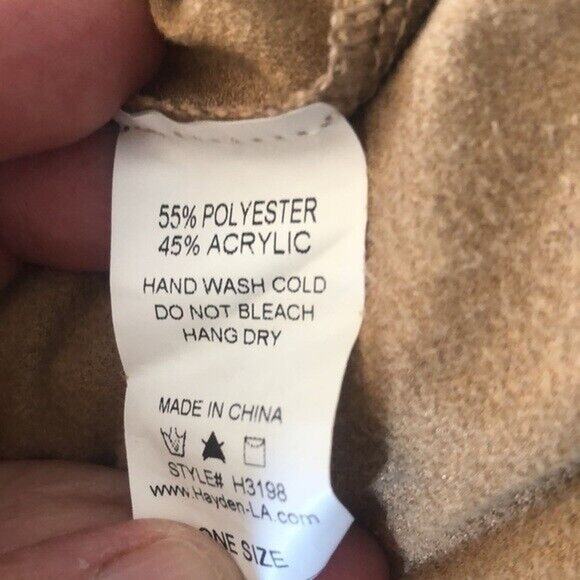 55% POLYESTER
45% ACRYLIC
HAND WASH COLD
DO NOT BLEACH
HANG DRY
MADE IN CHINA
STYLE# H3198
www.Hayden-LA.com
ONE SIZE